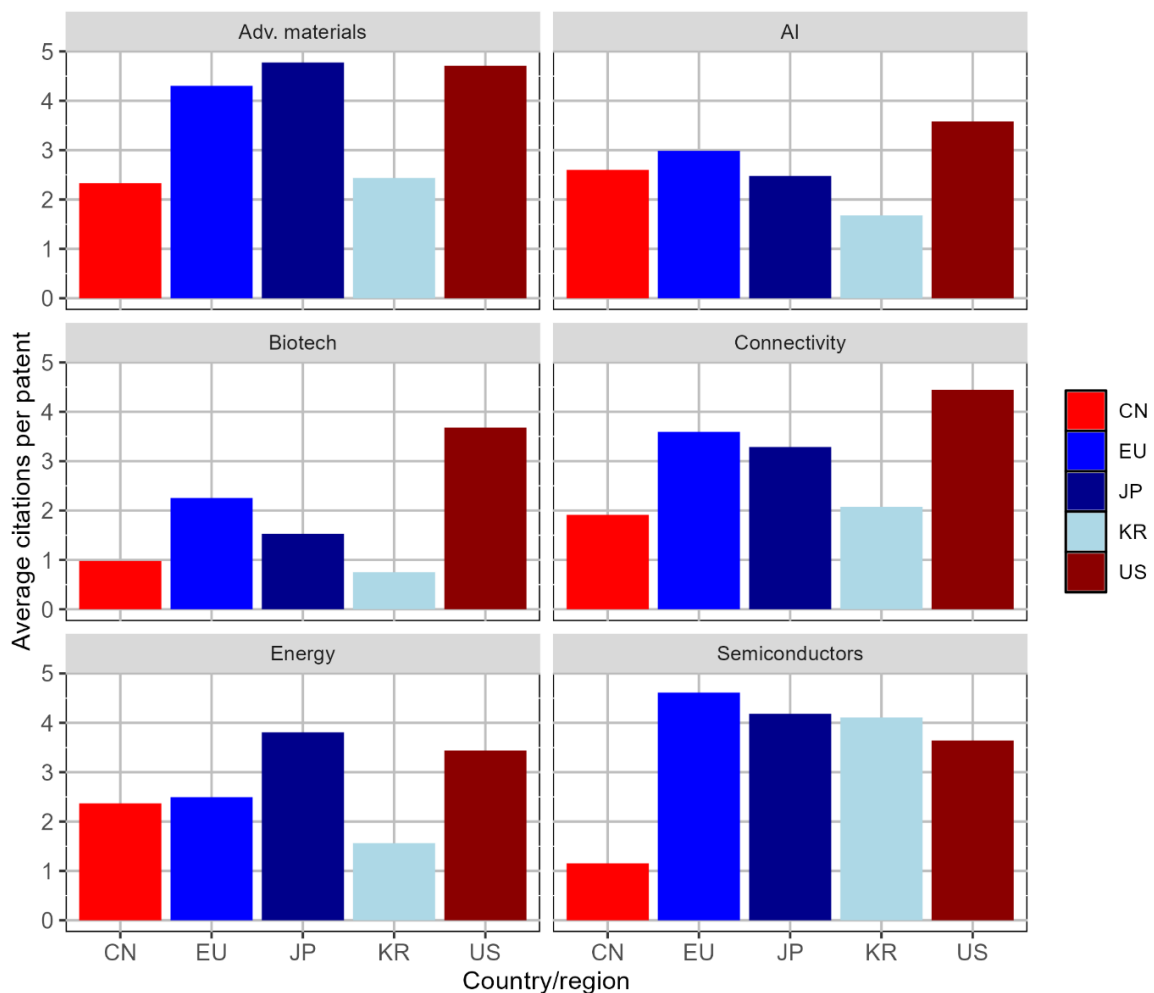 Adv. materials
AI
5
4
3
2
1
0
Biotech
Connectivity
5
4
3
2
1
0
Energy
Semiconductors
5
4
3
2
1
0
CN EU JP KR US
CN EU JP KR US
Average citations per patent
Country/region
CN
EU
JP
KR
US